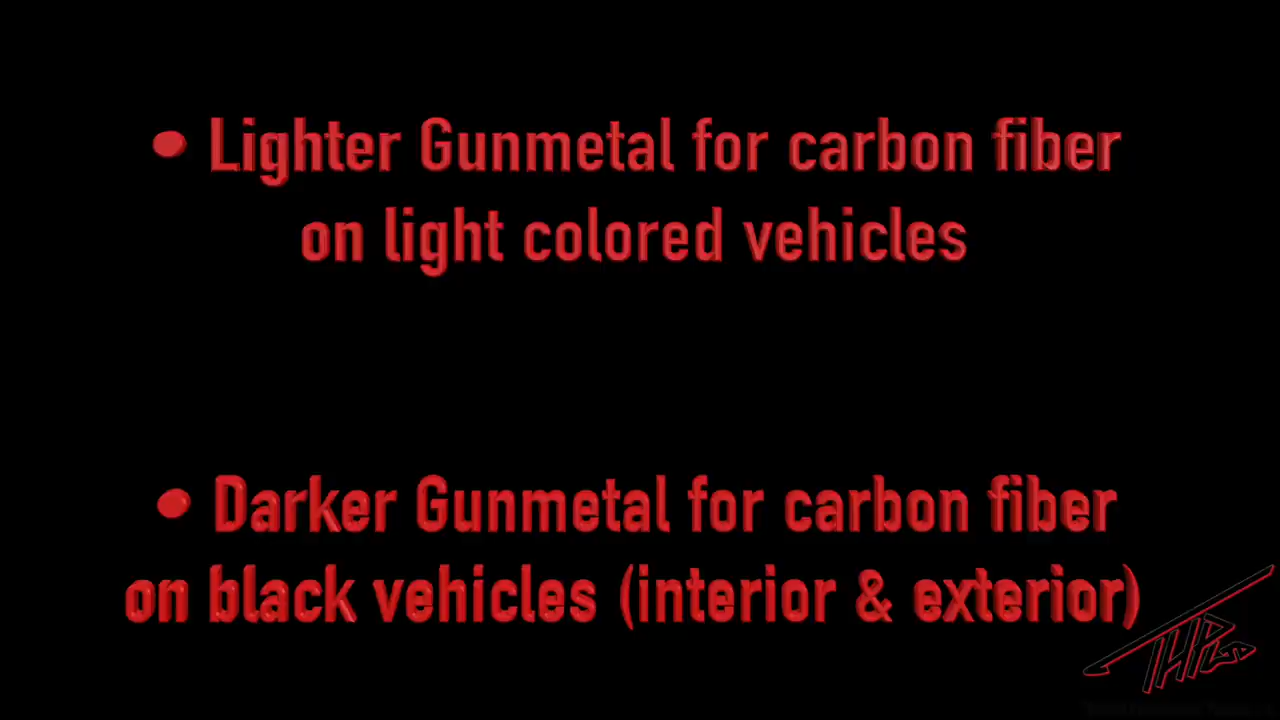 • Lighter Gunmetal for carbon fiber
on light colored vehicles
• Darker Gunmetal for carbon fiber
on black vehicles (interior & exterior)